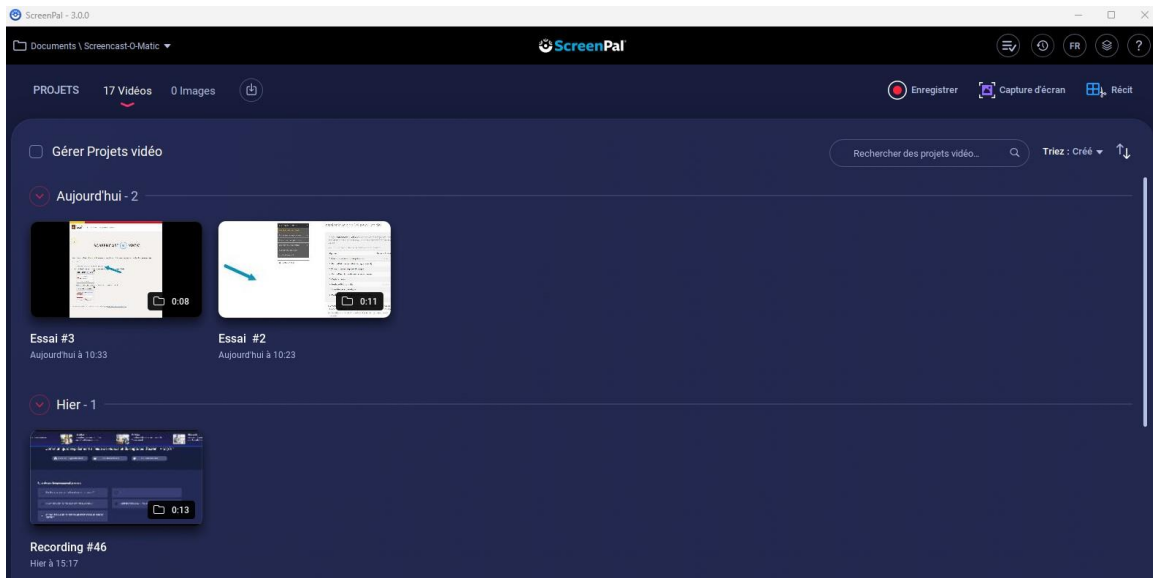 ScreenPal - 3.0.0
Documents \ Screencast-O-Matic
ScreenPal
FR
?
PROJETS 17 Vidéos 0 Images
Enregistrer Capture d'écran Récit
Gérer Projets vidéo
Rechercher des projets vidéo...
Triez : Créé
Aujourd'hui - 2
0:08
0:11
Essai #3
Aujourd'hui à 10:33
Essai #2
Aujourd'hui à 10:23
Hier - 1
0:13
Recording #46
Hier à 15:17